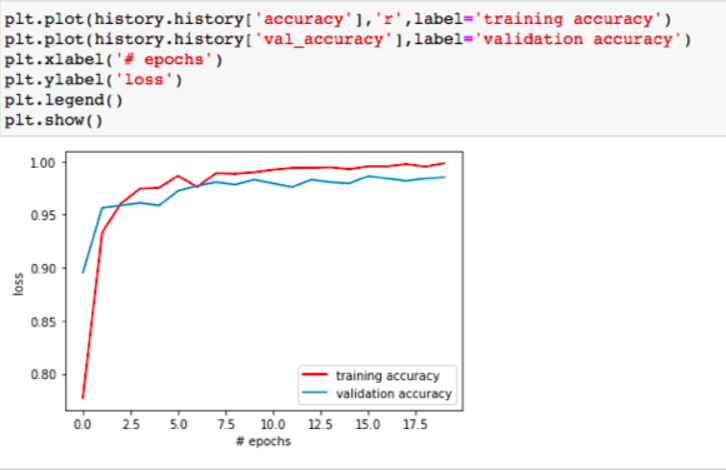 plt.plot(history.history['accuracy'],'r',label='training accuracy')
plt.plot(history.history['val_accuracy'],label='validation accuracy')
plt.xlabel('# epochs')
plt.ylabel('loss')
plt.legend()
plt.show()
1.00
0.95
0.90
0.85
0.80
loss
training accuracy
validation accuracy
0.0 2.5 5.0 7.5 10.0 12.5 15.0 17.5
# epochs